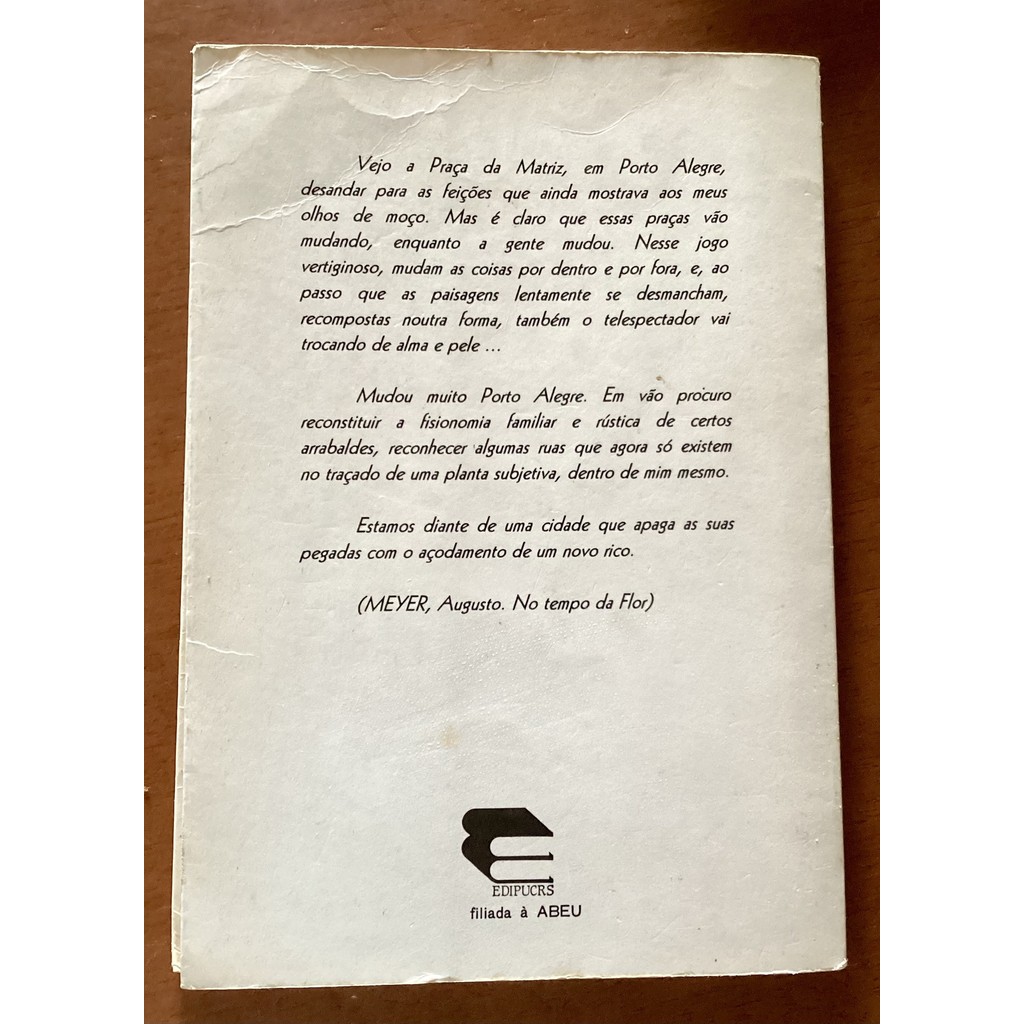 Vejo a Praça da Matriz, em Porto Alegre,
desandar para as feições que ainda mostrava aos meus
olhos de moço. Mas é claro que essas praças vão
mudando, enquanto a gente mudou. Nesse jogo
vertiginoso, mudam as coisas por dentro e por fora, e, ao
passo que as paisagens lentamente se desmancham,
recompostas noutra forma, também o telespectador vai
trocando de alma e pele ...
Mudou muito Porto Alegre. Em vão procuro
reconstituir a fisionomia familiar e rústica de certos
arrabaldes, reconhecer algumas ruas que agora só existem
no traçado de uma planta subjetiva, dentro de mim mesmo.
Estamos diante de uma cidade que apaga as suas
pegadas com o açodamento de um novo rico.
(MEYER, Augusto. No tempo da Flor)
EDIPUCRS
filiada à ABEU